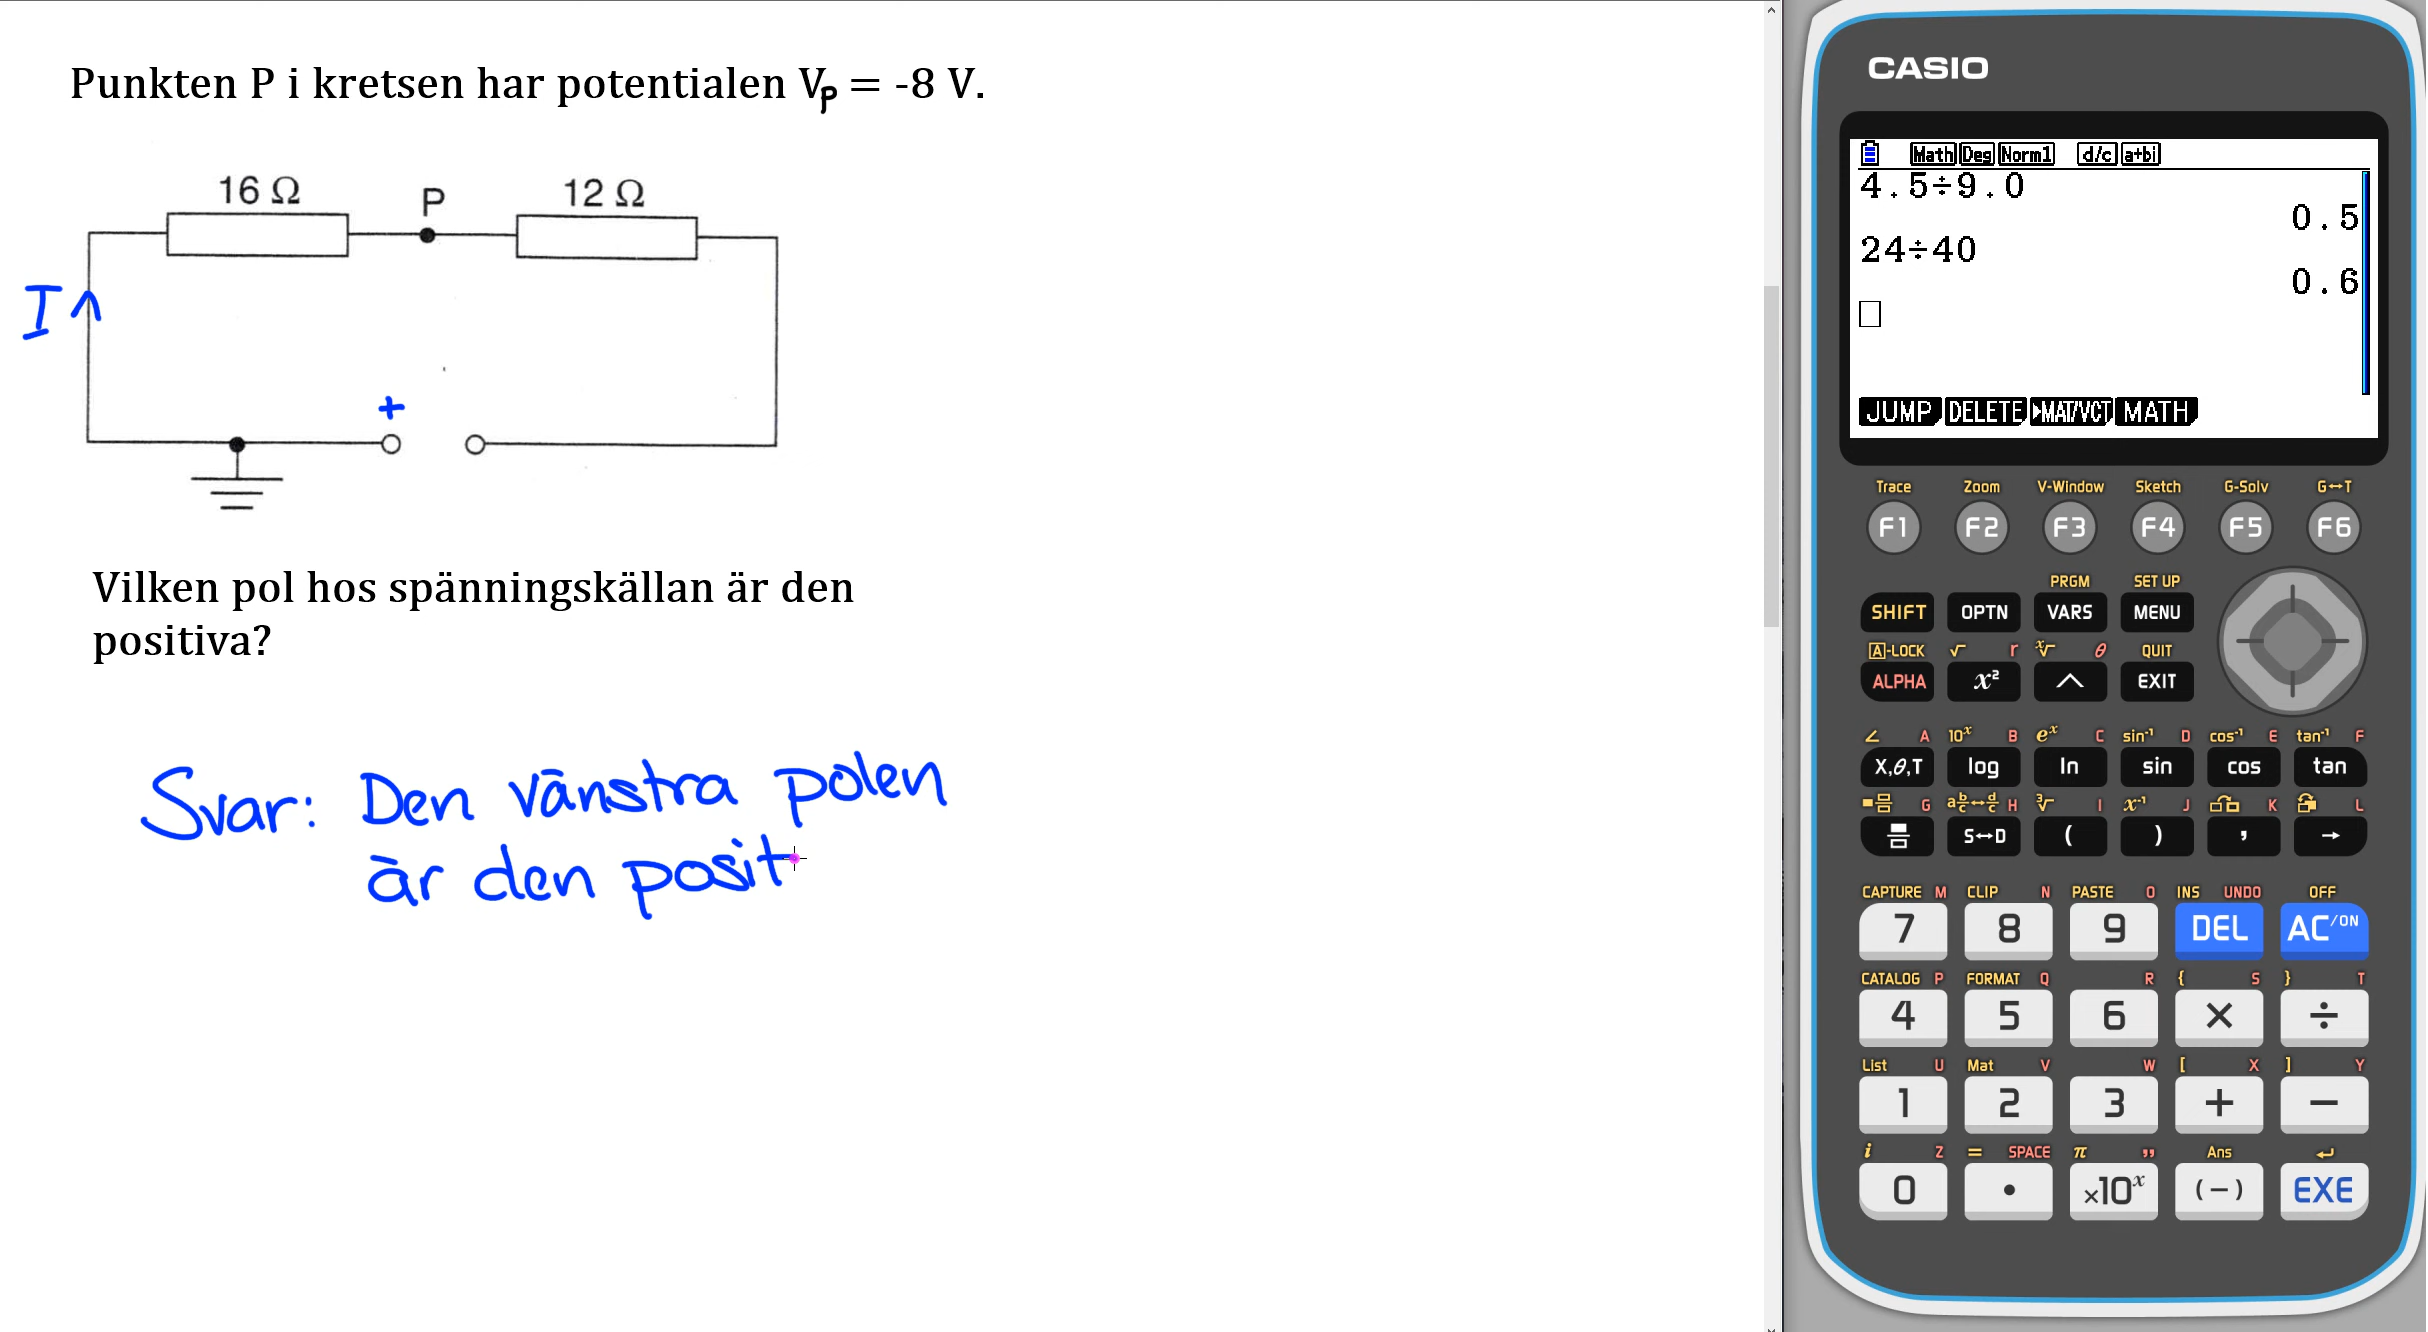 Punkten P i kretsen har potentialen Vₚ = -8 V.
16 Ω
P
12 Ω
I
+
Vilken pol hos spänningskällan är den
positiva?
Svar: Den vänstra polen
är den posit
CASIO
Math Deg Norm1 d/c a+bi
4.5÷9.0
0.5
24÷40
0.6
JUMP DELETE ▶MAT/VCT MATH
Trace Zoom V-Window Sketch G-Solv G↔T
F1 F2 F3 F4 F5 F6
PRGM SET UP
SHIFT OPTN VARS MENU
A-LOCK √ r ˣ√ θ QUIT
ALPHA x² ^ EXIT
∠ A 10ˣ B eˣ C sin⁻¹ D cos⁻¹ E tan⁻¹ F
X,θ,T log ln sin cos tan
G a b/c↔d/c H ³√ I x⁻¹ J K L
S↔D ( ) , →
CAPTURE M CLIP N PASTE O INS UNDO OFF
7 8 9 DEL AC/ON
CATALOG P FORMAT Q R { S } T
4 5 6 × ÷
List U Mat V W [ X ] Y
1 2 3 + −
i Z = SPACE π " Ans ↵
0 • ×10ˣ (−) EXE